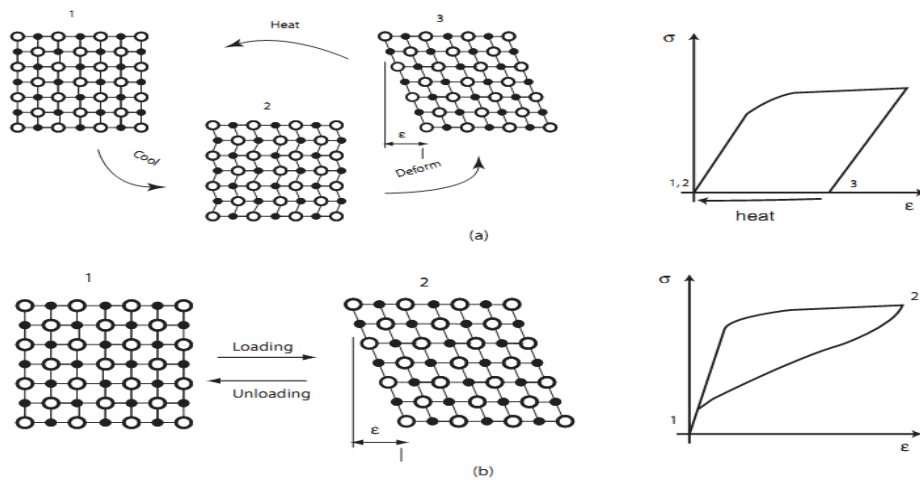 1
Heat
3
σ
2
Cool
ε
Deform
1, 2
3
ε
heat
(a)
1
2
σ
2
Loading
Unloading
ε
1
ε
(b)